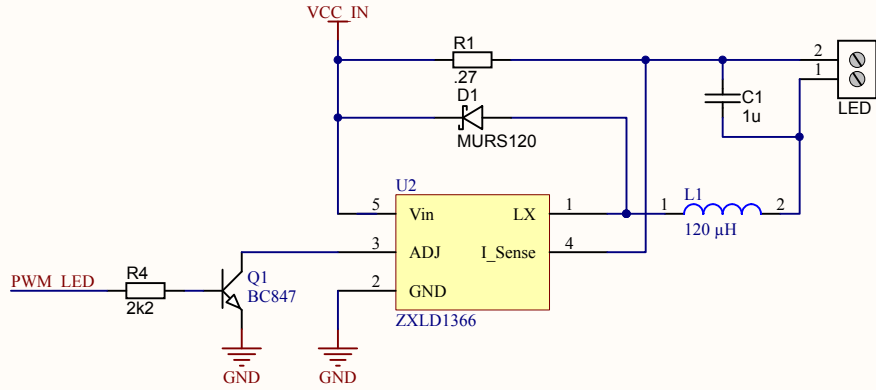 VCC_IN
R1
.27
D1
MURS120
2
1
LED
C1
1u
U2
5
Vin
LX
1
3
ADJ
I_Sense
4
2
GND
ZXLD1366
1
L1
2
120 µH
PWM_LED
R4
2k2
Q1
BC847
GND
GND